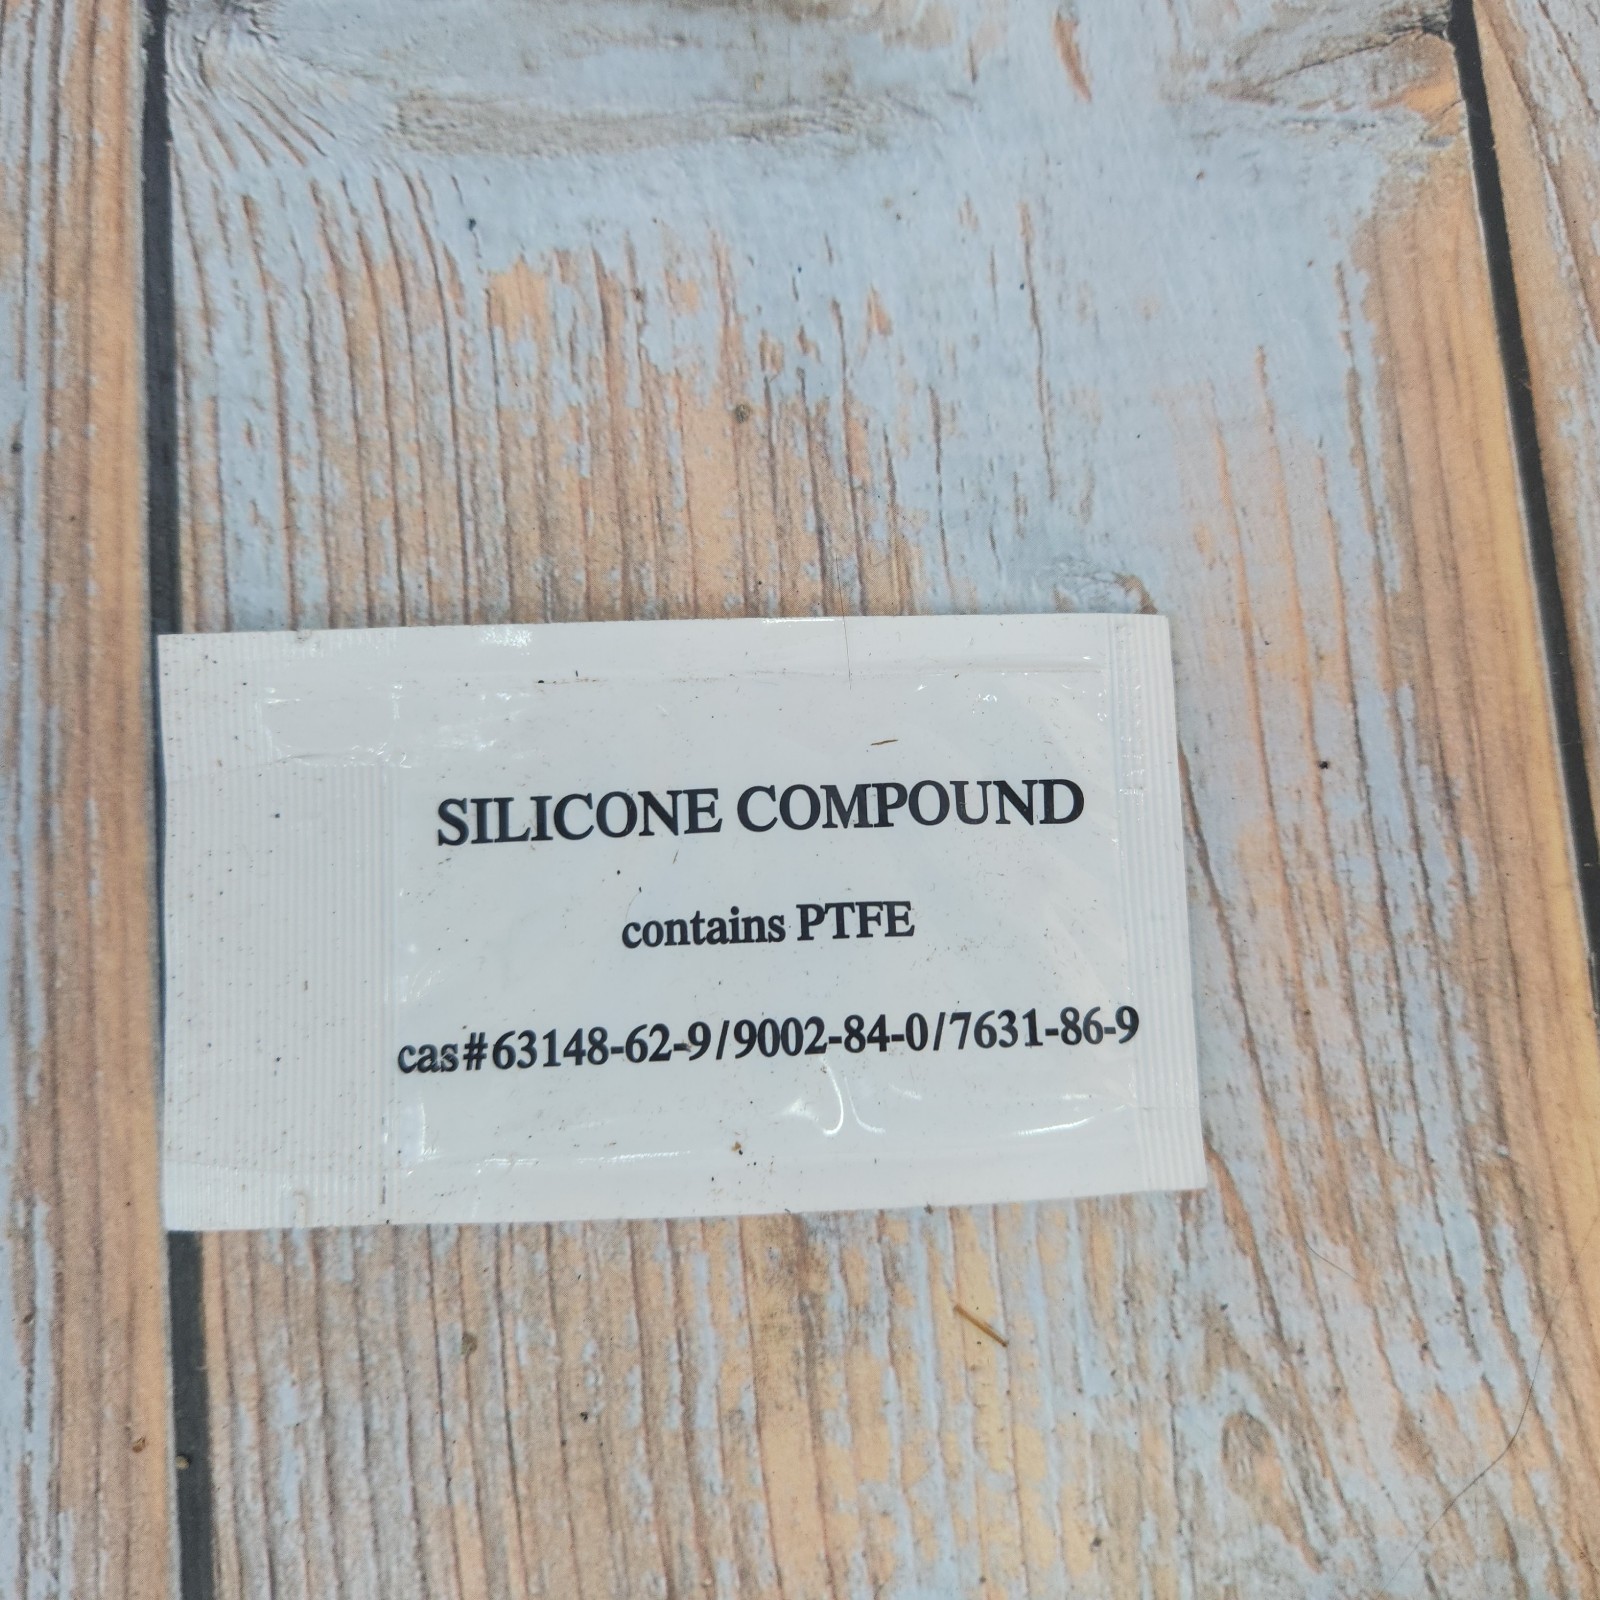 SILICONE COMPOUND
contains PTFE
cas#63148-62-9/9002-84-0/7631-86-9